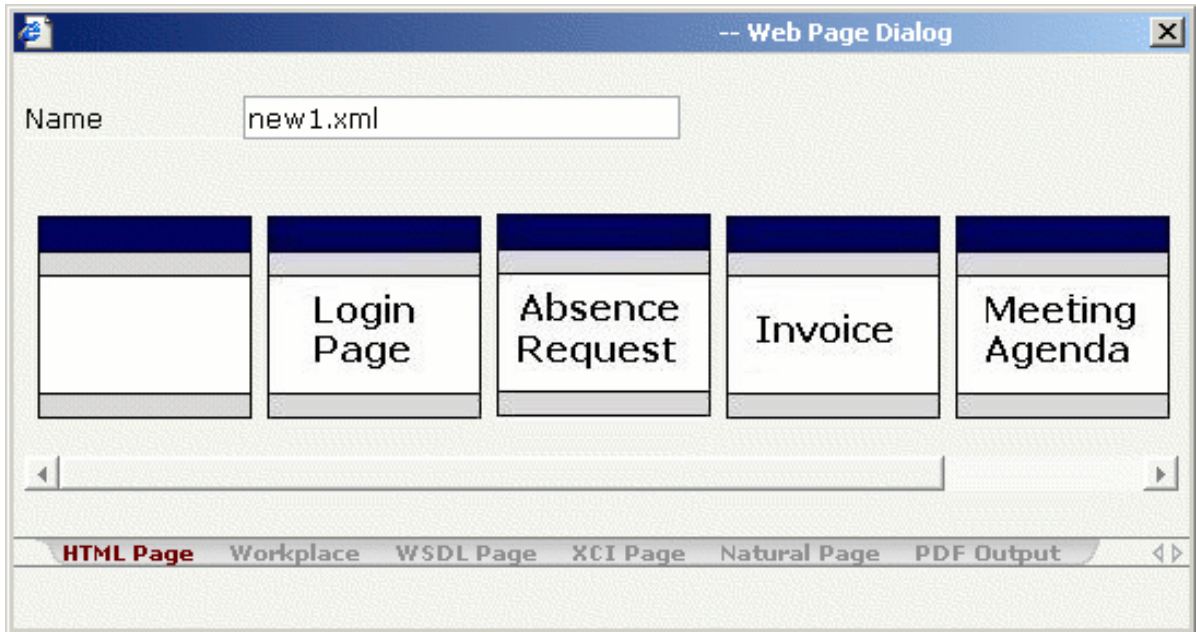 -- Web Page Dialog
Name new1.xml
Login
Page
Absence
Request
Invoice
Meeting
Agenda
HTML Page Workplace WSDL Page XCI Page Natural Page PDF Output